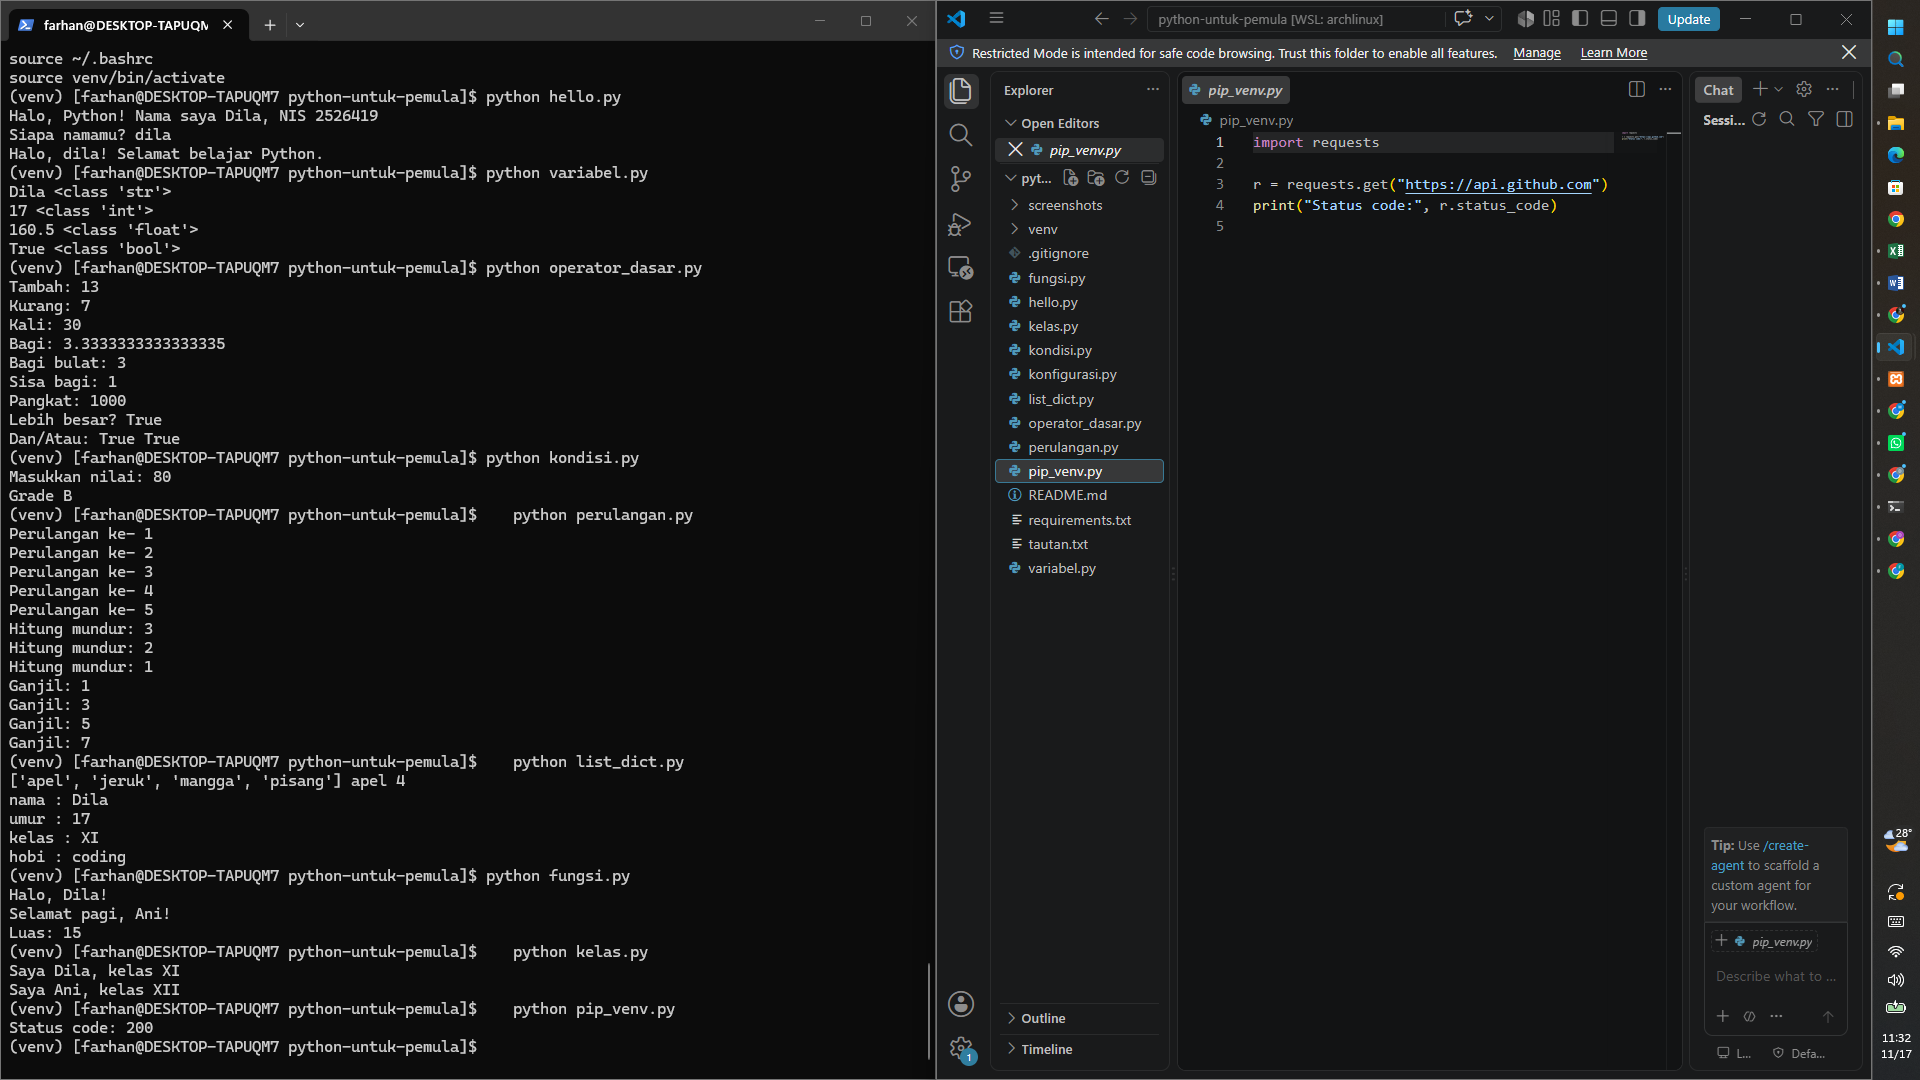 farhan@DESKTOP-TAPUQM
source ~/.bashrc
source venv/bin/activate
(venv) [farhan@DESKTOP-TAPUQM7 python-untuk-pemula]$ python hello.py
Halo, Python! Nama saya Dila, NIS 2526419
Siapa namamu? dila
Halo, dila! Selamat belajar Python.
(venv) [farhan@DESKTOP-TAPUQM7 python-untuk-pemula]$ python variabel.py
Dila <class 'str'>
17 <class 'int'>
160.5 <class 'float'>
True <class 'bool'>
(venv) [farhan@DESKTOP-TAPUQM7 python-untuk-pemula]$ python operator_dasar.py
Tambah: 13
Kurang: 7
Kali: 30
Bagi: 3.3333333333333335
Bagi bulat: 3
Sisa bagi: 1
Pangkat: 1000
Lebih besar? True
Dan/Atau: True True
(venv) [farhan@DESKTOP-TAPUQM7 python-untuk-pemula]$ python kondisi.py
Masukkan nilai: 80
Grade B
(venv) [farhan@DESKTOP-TAPUQM7 python-untuk-pemula]$    python perulangan.py
Perulangan ke- 1
Perulangan ke- 2
Perulangan ke- 3
Perulangan ke- 4
Perulangan ke- 5
Hitung mundur: 3
Hitung mundur: 2
Hitung mundur: 1
Ganjil: 1
Ganjil: 3
Ganjil: 5
Ganjil: 7
(venv) [farhan@DESKTOP-TAPUQM7 python-untuk-pemula]$    python list_dict.py
['apel', 'jeruk', 'mangga', 'pisang'] apel 4
nama : Dila
umur : 17
kelas : XI
hobi : coding
(venv) [farhan@DESKTOP-TAPUQM7 python-untuk-pemula]$ python fungsi.py
Halo, Dila!
Selamat pagi, Ani!
Luas: 15
(venv) [farhan@DESKTOP-TAPUQM7 python-untuk-pemula]$    python kelas.py
Saya Dila, kelas XI
Saya Ani, kelas XII
(venv) [farhan@DESKTOP-TAPUQM7 python-untuk-pemula]$    python pip_venv.py
Status code: 200
(venv) [farhan@DESKTOP-TAPUQM7 python-untuk-pemula]$
python-untuk-pemula [WSL: archlinux]
Update
Restricted Mode is intended for safe code browsing. Trust this folder to enable all features. Manage Learn More
Explorer
Open Editors
pip_venv.py
pyt...
screenshots
venv
.gitignore
fungsi.py
hello.py
kelas.py
kondisi.py
konfigurasi.py
list_dict.py
operator_dasar.py
perulangan.py
pip_venv.py
README.md
requirements.txt
tautan.txt
variabel.py
Outline
Timeline
1
pip_venv.py
pip_venv.py
1 import requests
2
3 r = requests.get("https://api.github.com")
4 print("Status code:", r.status_code)
5
Chat
Sessi...
Tip: Use /create-
agent to scaffold a
custom agent for
your workflow.
pip_venv.py
Describe what to ...
L...
Defa...
28°
11:32
11/17